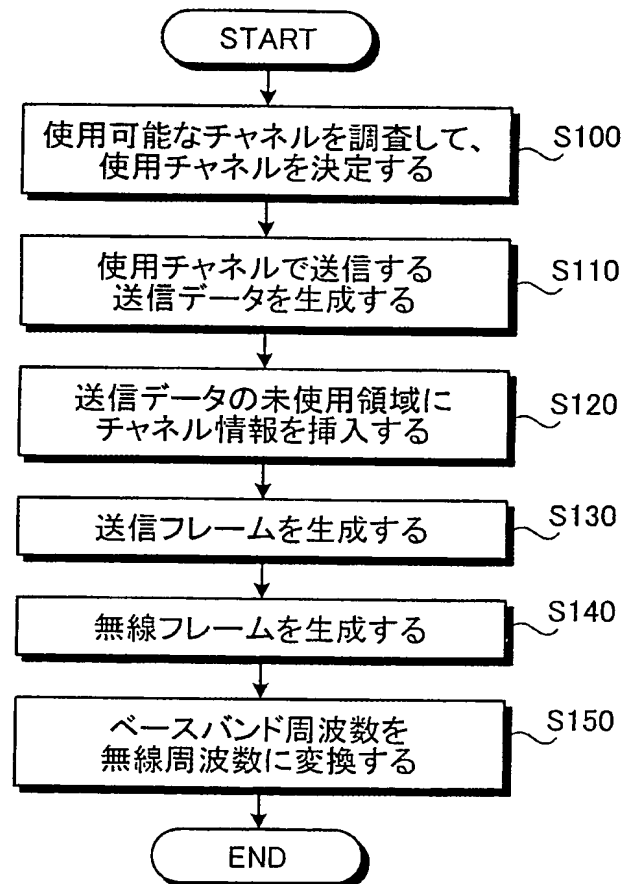 START
使用可能なチャネルを調査して、
使用チャネルを決定する
S100
使用チャネルで送信する
送信データを生成する
S110
送信データの未使用領域に
チャネル情報を挿入する
S120
送信フレームを生成する
S130
無線フレームを生成する
S140
ベースバンド周波数を
無線周波数に変換する
S150
END